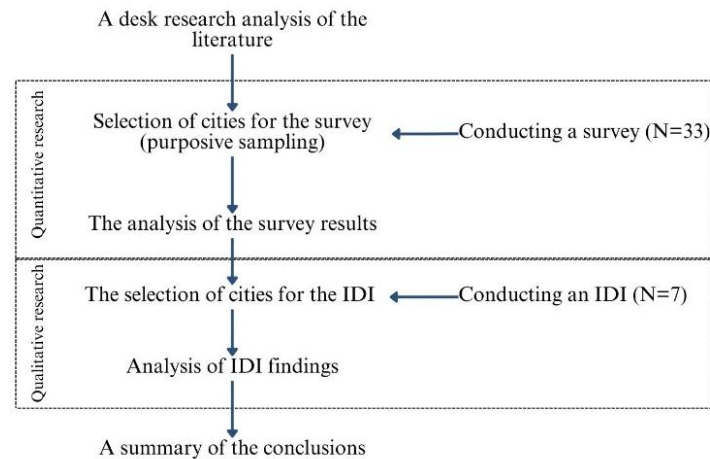 A desk research analysis of the
literature
Quantitative research
Selection of cities for the survey
(purposive sampling)
Conducting a survey (N=33)
The analysis of the survey results
Qualitative research
The selection of cities for the IDI
Conducting an IDI (N=7)
Analysis of IDI findings
A summary of the conclusions